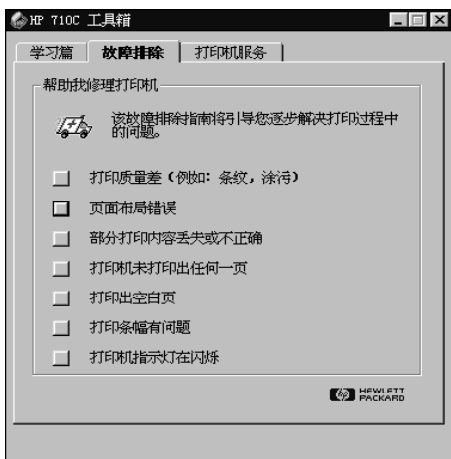 HP 710C 工具箱
学习篇
故障排除
打印机服务
帮助我修理打印机
该故障排除指南将引导您逐步解决打印过程中
的问题。
打印质量差（例如：条纹，涂污）
页面布局错误
部分打印内容丢失或不正确
打印机未打印出任何一页
打印出空白页
打印条幅有问题
打印机指示灯在闪烁
hp HEWLETT
PACKARD